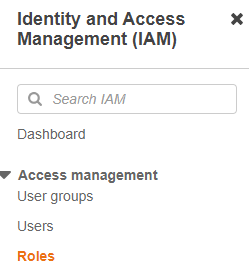 Identity and Access
Management (IAM)
Search IAM
Dashboard
Access management
User groups
Users
Roles